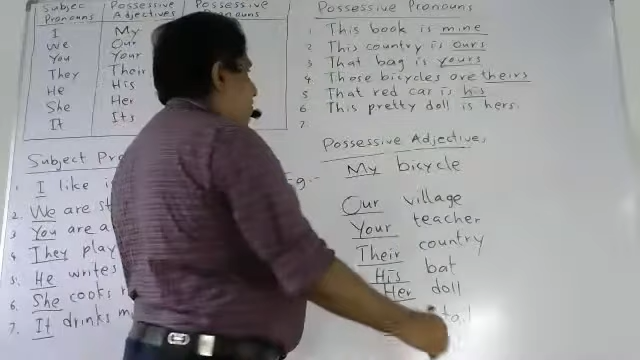 Subject Pronouns
Possessive Adjectives
Possessive Pronouns
I My
We Our
You Your
They Their
He His
She Her
It Its
Subject
1. I like
2. We are
3. You are a
4. They play
5. He writes
6. She cooks
7. It drinks
Possessive Pronouns
1. This book is mine
2. This country is ours
3. That bag is yours
4. Those bicycles are theirs
5. That red car is his
6. This pretty doll is hers.
7.
Possessive Adjectives
Eg:-
My bicycle
Our village
Your teacher
Their country
His bat
Her doll